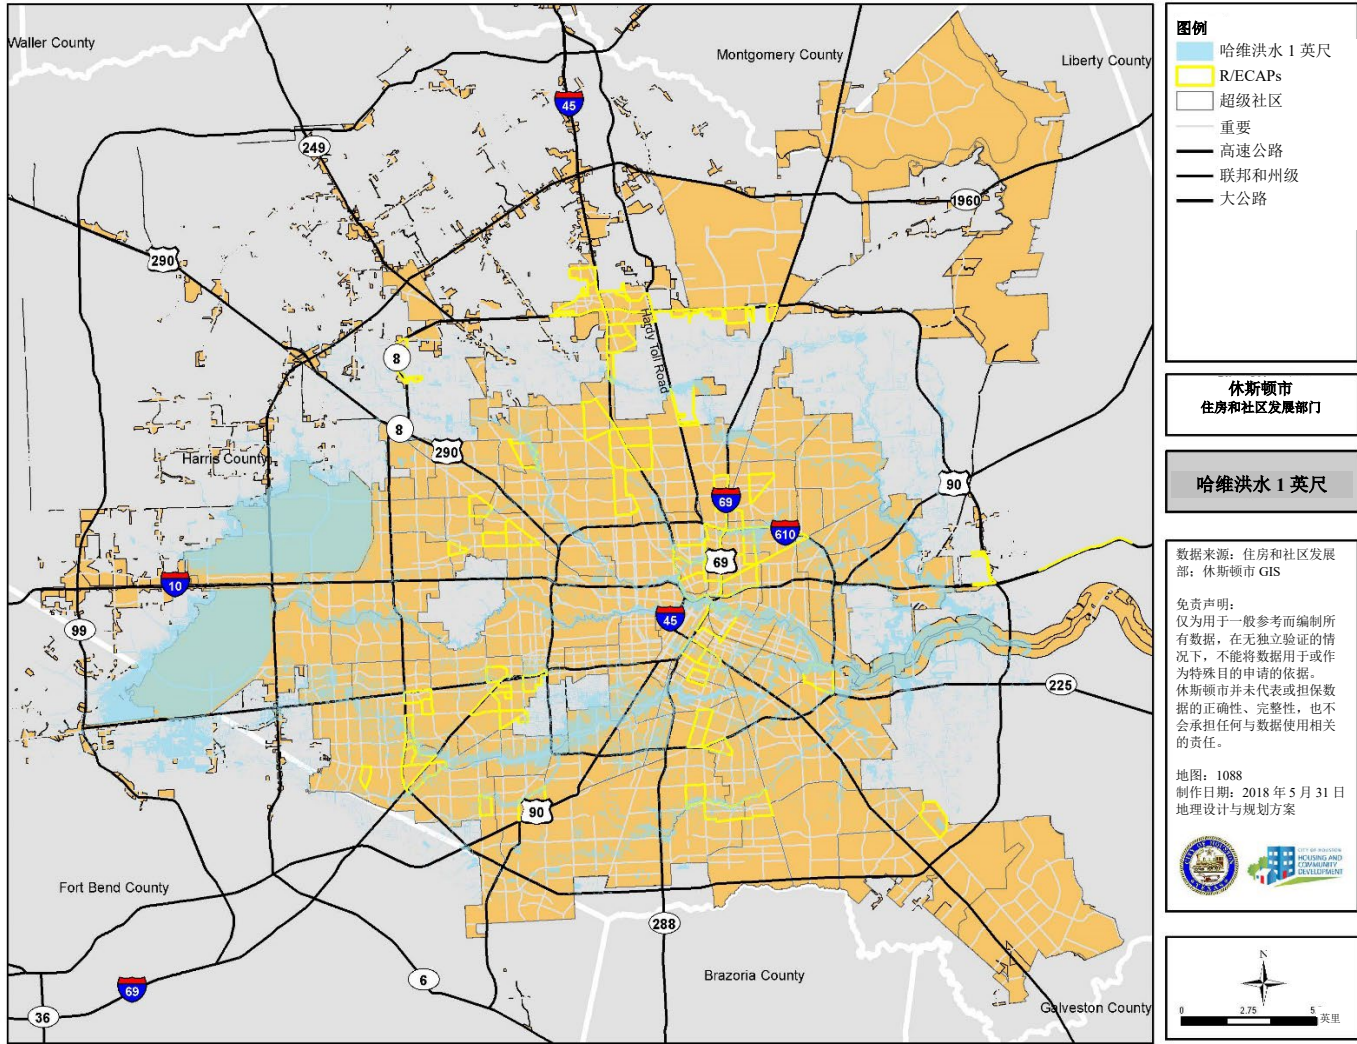 Waller County
Montgomery County
Liberty County
45
249
1960
290
Hardy Toll Road
8
8
290
Harris County
90
69
610
69
10
45
99
225
90
Fort Bend County
288
Brazoria County
6
69
36
Galveston County
图例
哈维洪水 1 英尺
R/ECAPs
超级社区
重要
高速公路
联邦和州级
大公路
休斯顿市
住房和社区发展部门
哈维洪水 1 英尺
数据来源：住房和社区发展
部；休斯顿市 GIS
免责声明：
仅为用于一般参考而编制所
有数据，在无独立验证的情
况下，不能将数据用于或作
为特殊目的申请的依据。
休斯顿市并未代表或担保数
据的正确性、完整性，也不
会承担任何与数据使用相关
的责任。
地图：1088
制作日期：2018 年 5 月 31 日
地理设计与规划方案
CITY OF HOUSTON
HOUSING AND
COMMUNITY
DEVELOPMENT
N
0 2.75 5
英里